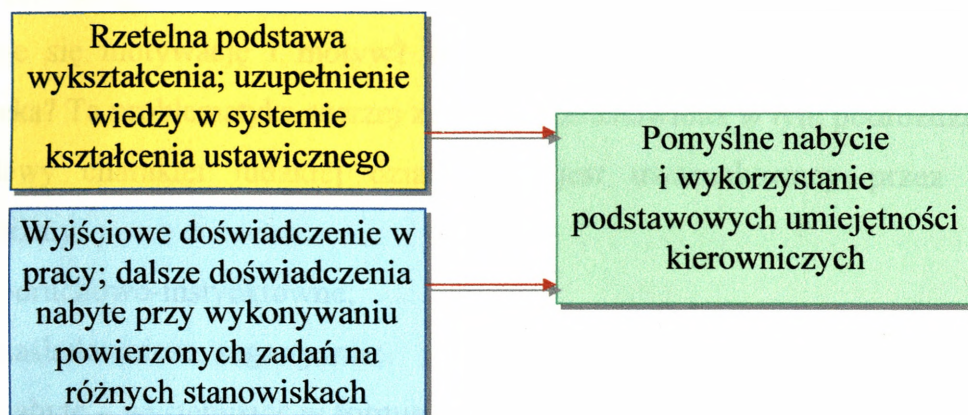 Rzetelna podstawa
wykształcenia; uzupełnienie
wiedzy w systemie
kształcenia ustawicznego
Wyjściowe doświadczenie w
pracy; dalsze doświadczenia
nabyte przy wykonywaniu
powierzonych zadań na
różnych stanowiskach
Pomyślne nabycie
i wykorzystanie
podstawowych umiejętności
kierowniczych